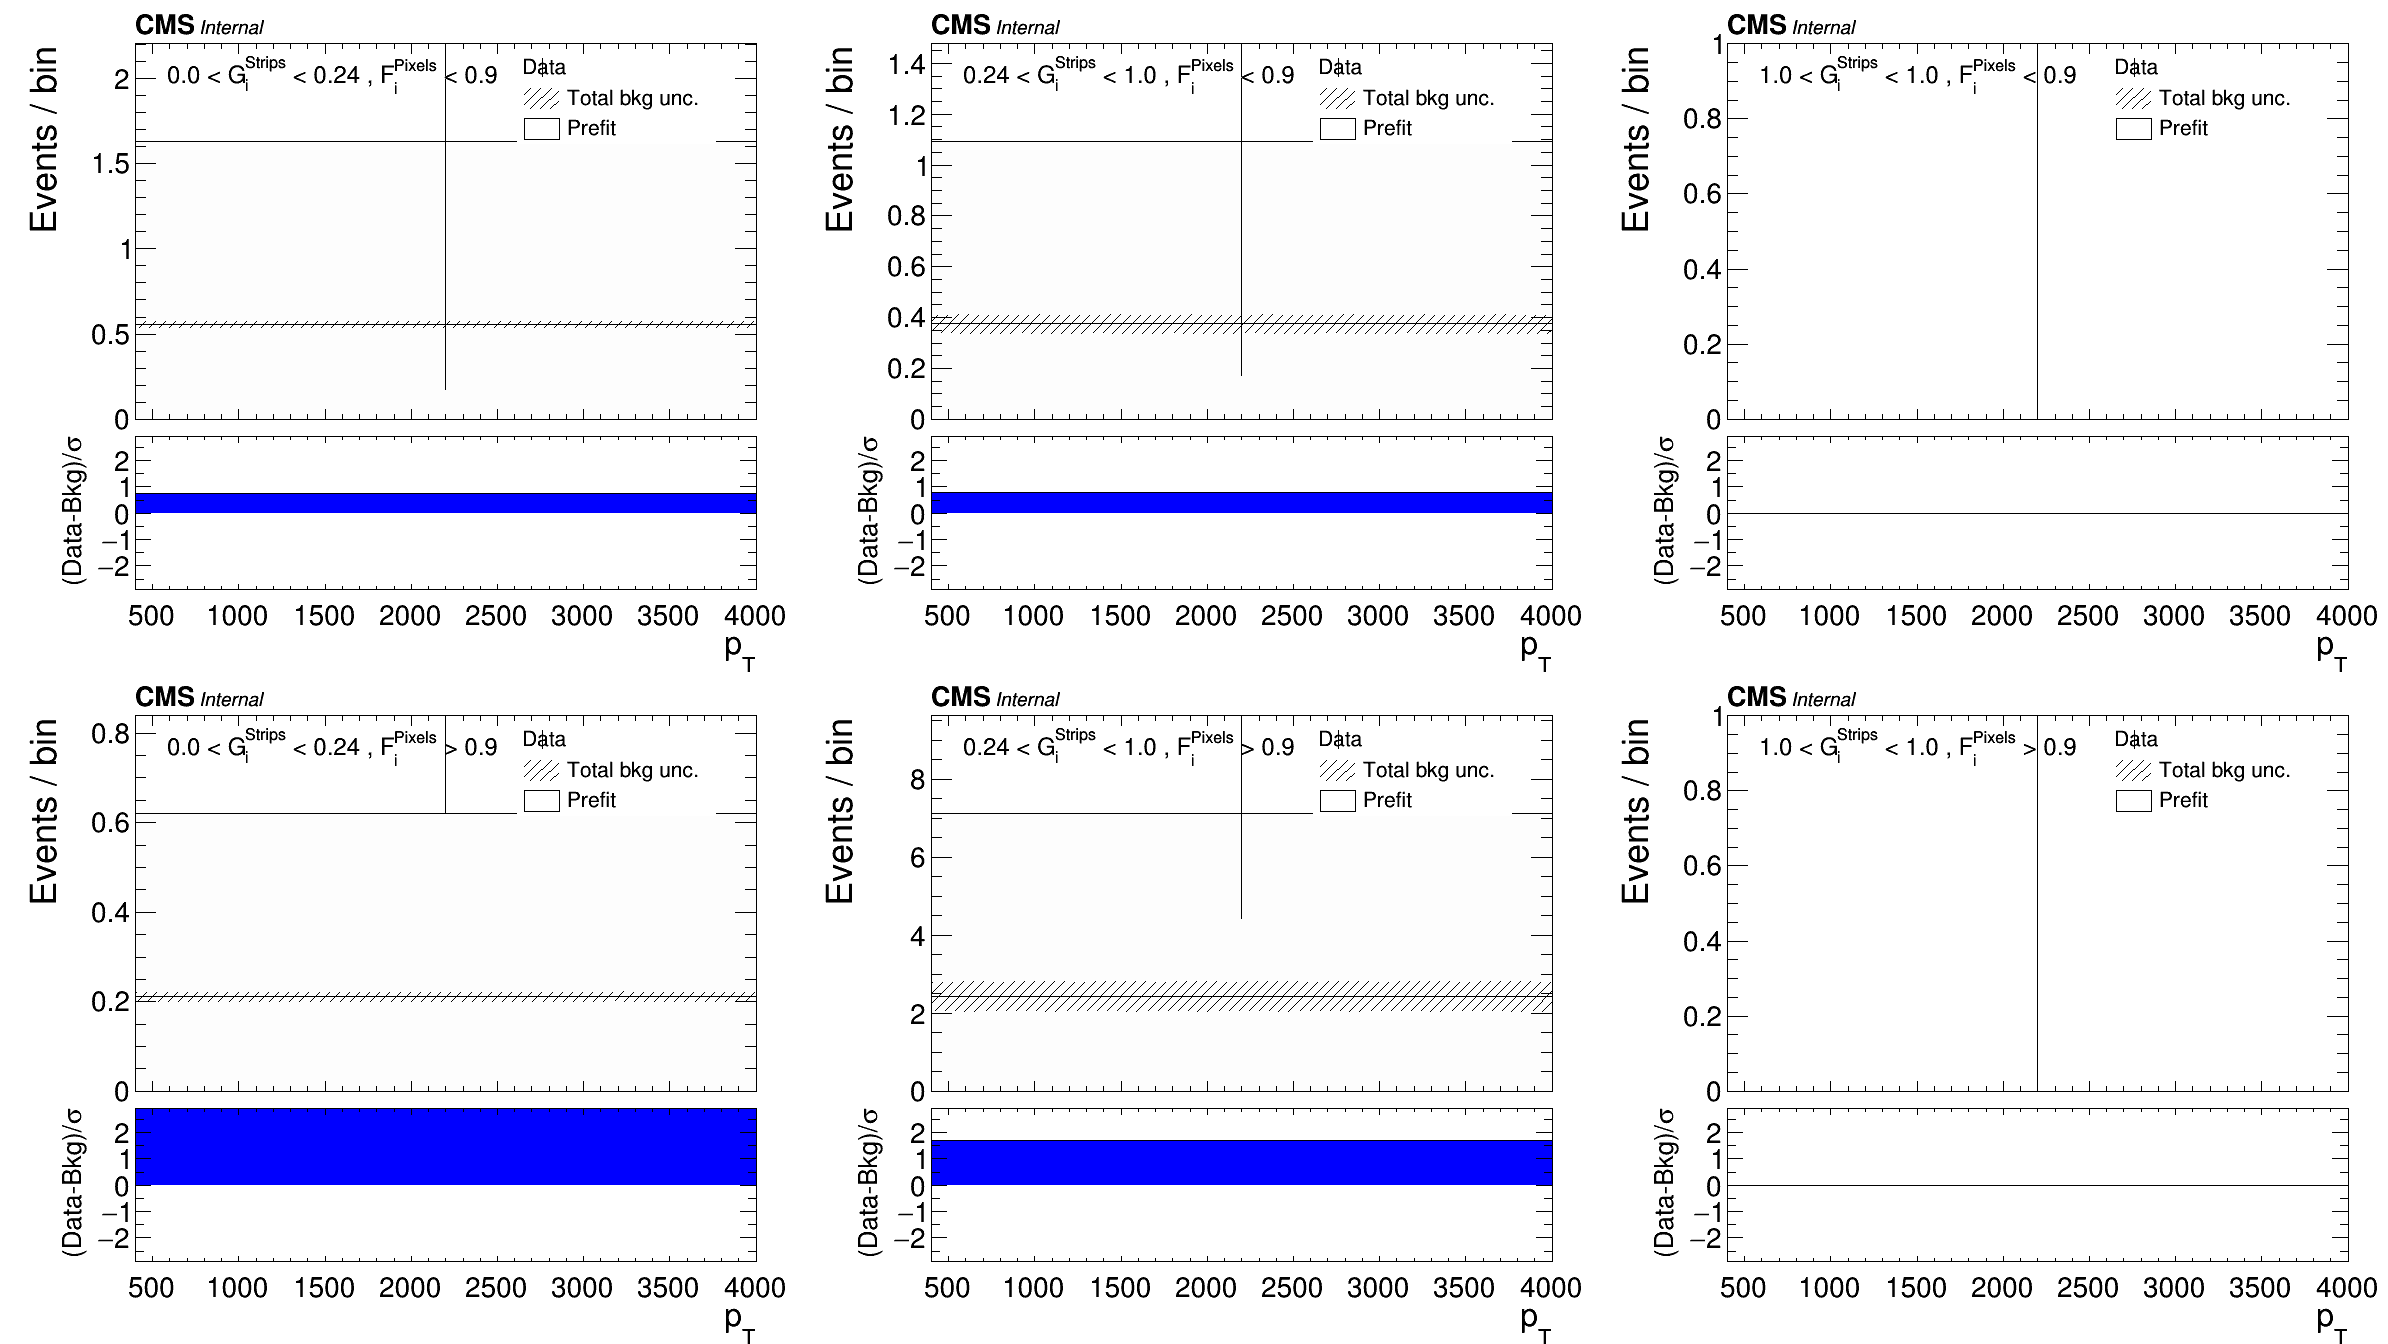 CMS Internal
0.0 < G_i^Strips < 0.24 , F_i^Pixels < 0.9
Data
Total bkg unc.
Prefit
Events / bin
2
1.5
1
0.5
0
(Data-Bkg)/σ
2
1
0
−1
−2
500 1000 1500 2000 2500 3000 3500 4000
p_T
CMS Internal
0.24 < G_i^Strips < 1.0 , F_i^Pixels < 0.9
Data
Total bkg unc.
Prefit
Events / bin
1.4
1.2
1
0.8
0.6
0.4
0.2
0
(Data-Bkg)/σ
2
1
0
−1
−2
500 1000 1500 2000 2500 3000 3500 4000
p_T
CMS Internal
1.0 < G_i^Strips < 1.0 , F_i^Pixels < 0.9
Data
Total bkg unc.
Prefit
Events / bin
1
0.8
0.6
0.4
0.2
0
(Data-Bkg)/σ
2
1
0
−1
−2
500 1000 1500 2000 2500 3000 3500 4000
p_T
CMS Internal
0.0 < G_i^Strips < 0.24 , F_i^Pixels > 0.9
Data
Total bkg unc.
Prefit
Events / bin
0.8
0.6
0.4
0.2
0
(Data-Bkg)/σ
2
1
0
−1
−2
500 1000 1500 2000 2500 3000 3500 4000
p_T
CMS Internal
0.24 < G_i^Strips < 1.0 , F_i^Pixels > 0.9
Data
Total bkg unc.
Prefit
Events / bin
8
6
4
2
0
(Data-Bkg)/σ
2
1
0
−1
−2
500 1000 1500 2000 2500 3000 3500 4000
p_T
CMS Internal
1.0 < G_i^Strips < 1.0 , F_i^Pixels > 0.9
Data
Total bkg unc.
Prefit
Events / bin
1
0.8
0.6
0.4
0.2
0
(Data-Bkg)/σ
2
1
0
−1
−2
500 1000 1500 2000 2500 3000 3500 4000
p_T